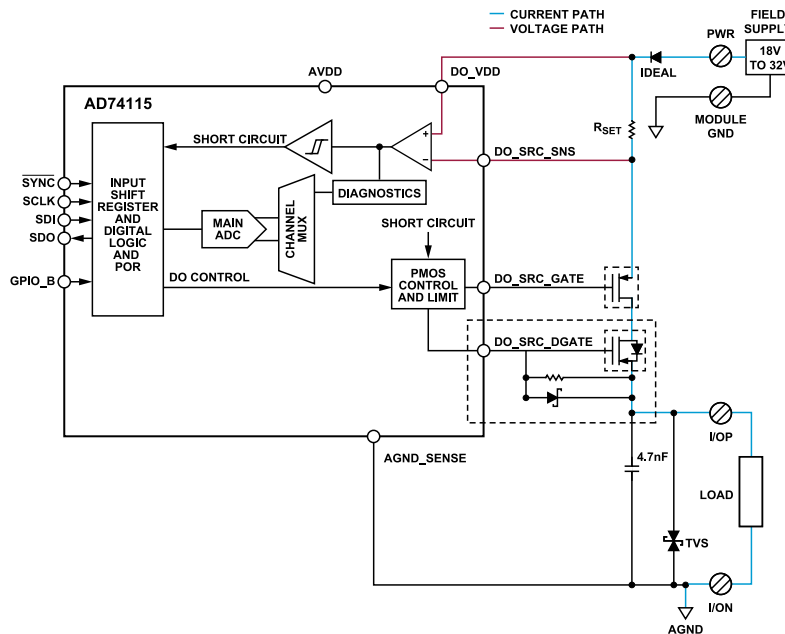 CURRENT PATH
VOLTAGE PATH
FIELD
SUPPLY
PWR
18V
TO 32V
IDEAL
MODULE
GND
AVDD
DO_VDD
AD74115
RSET
SHORT CIRCUIT
+
−
DO_SRC_SNS
DIAGNOSTICS
SYNC
SCLK
SDI
SDO
GPIO_B
INPUT
SHIFT
REGISTER
AND
DIGITAL
LOGIC
AND
POR
MAIN
ADC
CHANNEL
MUX
SHORT CIRCUIT
DO CONTROL
PMOS
CONTROL
AND LIMIT
DO_SRC_GATE
DO_SRC_DGATE
AGND_SENSE
4.7nF
I/OP
LOAD
TVS
I/ON
AGND